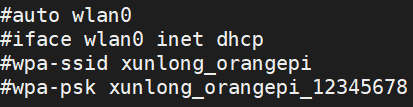 #auto wlan0
#iface wlan0 inet dhcp
#wpa-ssid xunlong_orangepi
#wpa-psk xunlong_orangepi_12345678